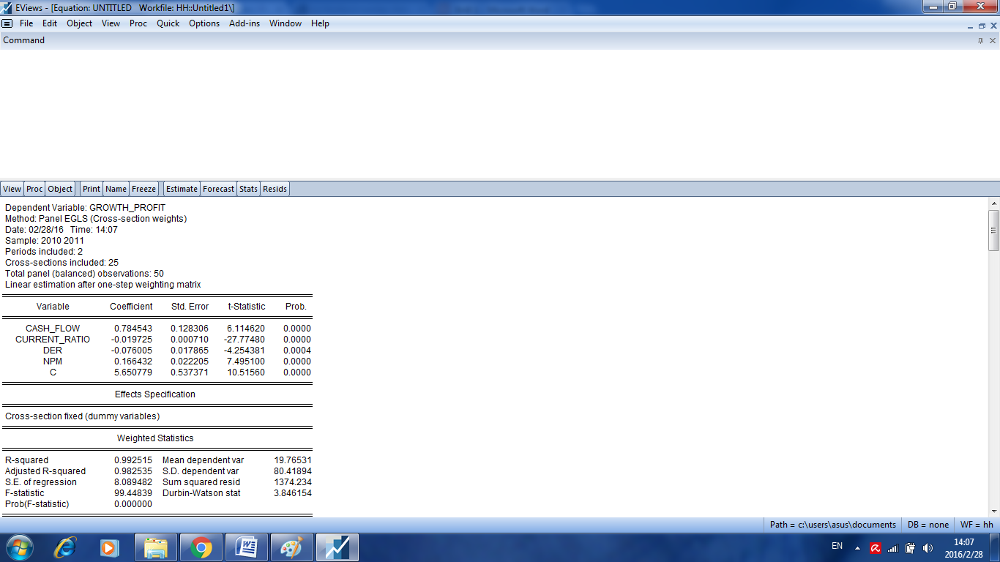 EViews - [Equation: UNTITLED   Workfile: HH::Untitled1\]
File Edit Object View Proc Quick Options Add-ins Window Help
Command
View Proc Object Print Name Freeze Estimate Forecast Stats Resids
Dependent Variable: GROWTH_PROFIT
Method: Panel EGLS (Cross-section weights)
Date: 02/28/16   Time: 14:07
Sample: 2010 2011
Periods included: 2
Cross-sections included: 25
Total panel (balanced) observations: 50
Linear estimation after one-step weighting matrix
Variable Coefficient Std. Error t-Statistic Prob.
CASH_FLOW 0.784543 0.128306 6.114620 0.0000
CURRENT_RATIO -0.019725 0.000710 -27.77480 0.0000
DER -0.076005 0.017865 -4.254381 0.0004
NPM 0.166432 0.022205 7.495100 0.0000
C 5.650779 0.537371 10.51560 0.0000
Effects Specification
Cross-section fixed (dummy variables)
Weighted Statistics
R-squared 0.992515 Mean dependent var 19.76531
Adjusted R-squared 0.982535 S.D. dependent var 80.41894
S.E. of regression 8.089482 Sum squared resid 1374.234
F-statistic 99.44839 Durbin-Watson stat 3.846154
Prob(F-statistic) 0.000000
Path = c:\users\asus\documents DB = none WF = hh
EN 14:07
2016/2/28